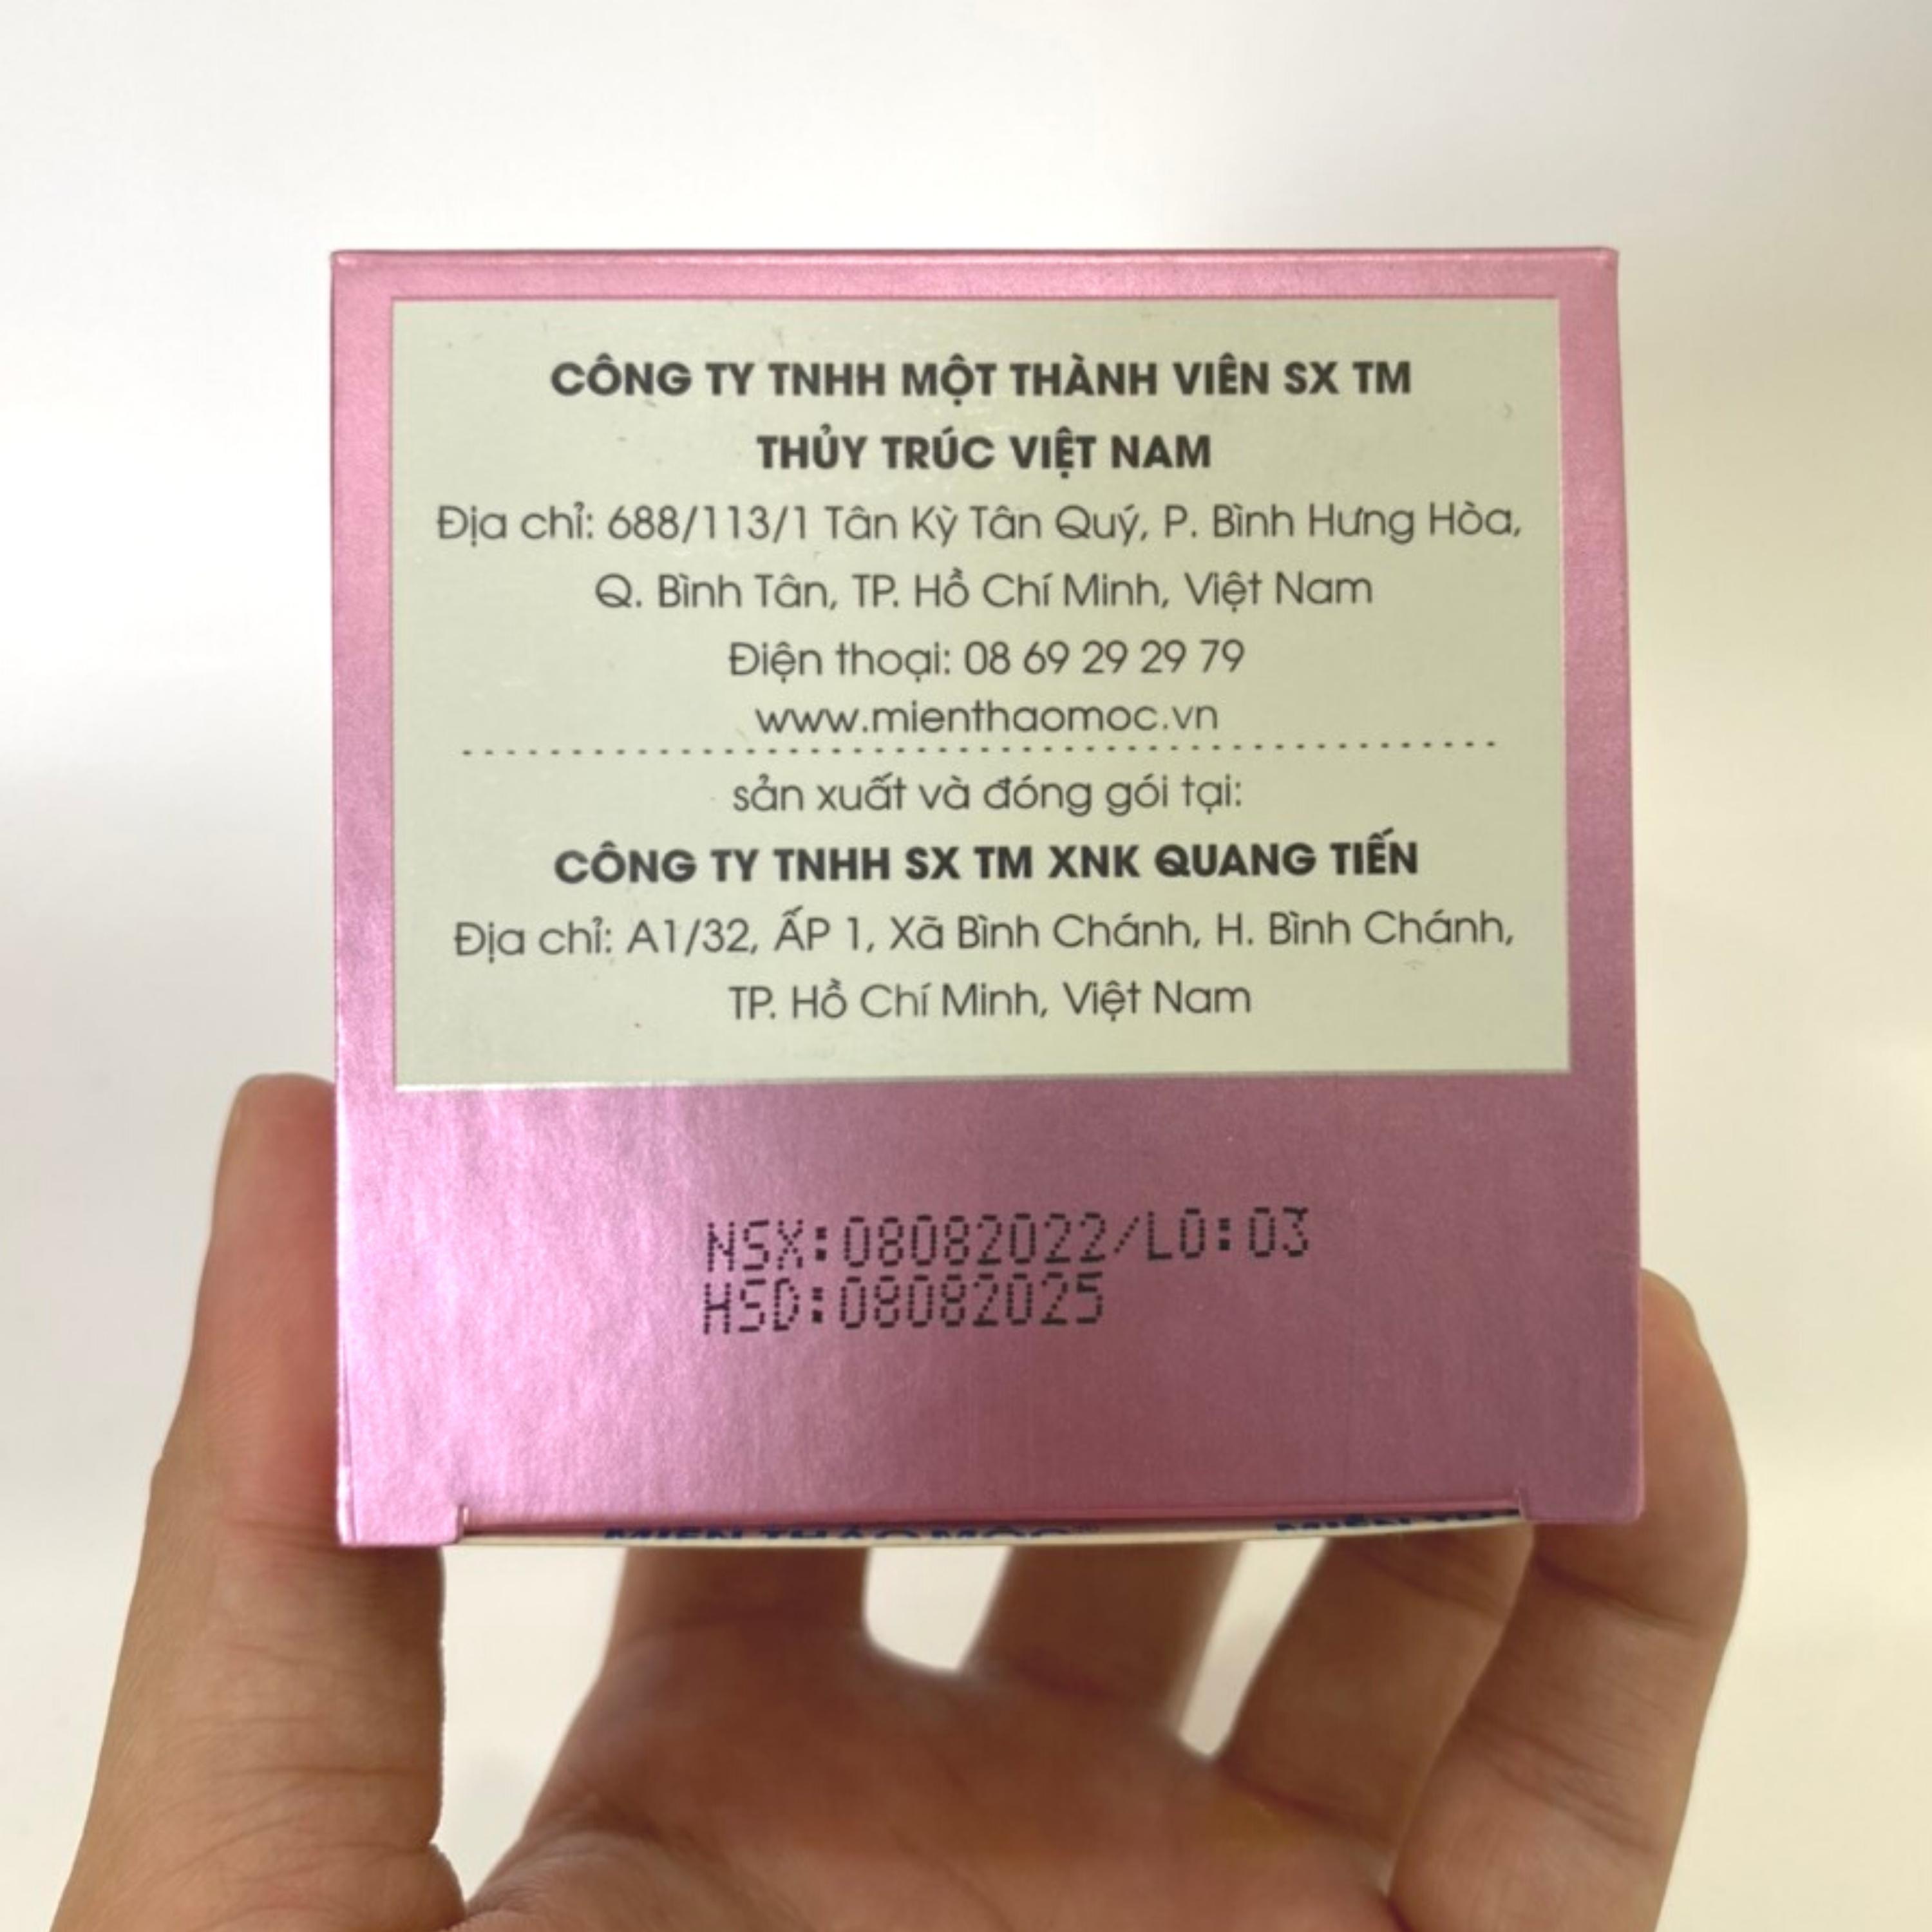 CÔNG TY TNHH MỘT THÀNH VIÊN SX TM
THỦY TRÚC VIỆT NAM
Địa chỉ: 688/113/1 Tân Kỳ Tân Quý, P. Bình Hưng Hòa,
Q. Bình Tân, TP. Hồ Chí Minh, Việt Nam
Điện thoại: 08 69 29 29 79
www.mienthaomoc.vn
sản xuất và đóng gói tại:
CÔNG TY TNHH SX TM XNK QUANG TIẾN
Địa chỉ: A1/32, ẤP 1, Xã Bình Chánh, H. Bình Chánh,
TP. Hồ Chí Minh, Việt Nam
NSX:08082022/LO:03
HSD:08082025